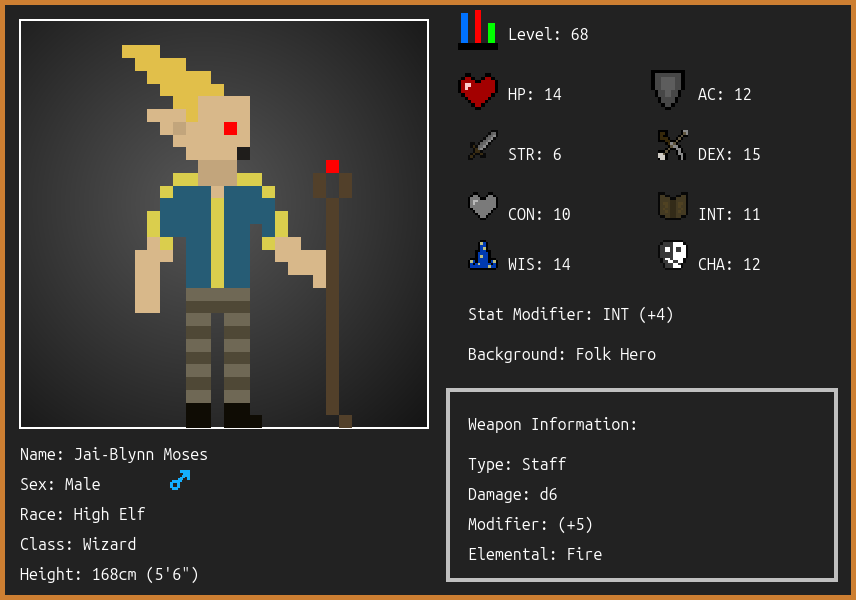 Level: 68
HP: 14
AC: 12
STR: 6
DEX: 15
CON: 10
INT: 11
WIS: 14
CHA: 12
Stat Modifier: INT (+4)
Background: Folk Hero
Weapon Information:
Type: Staff
Damage: d6
Modifier: (+5)
Elemental: Fire
Name: Jai-Blynn Moses
Sex: Male
Race: High Elf
Class: Wizard
Height: 168cm (5'6")